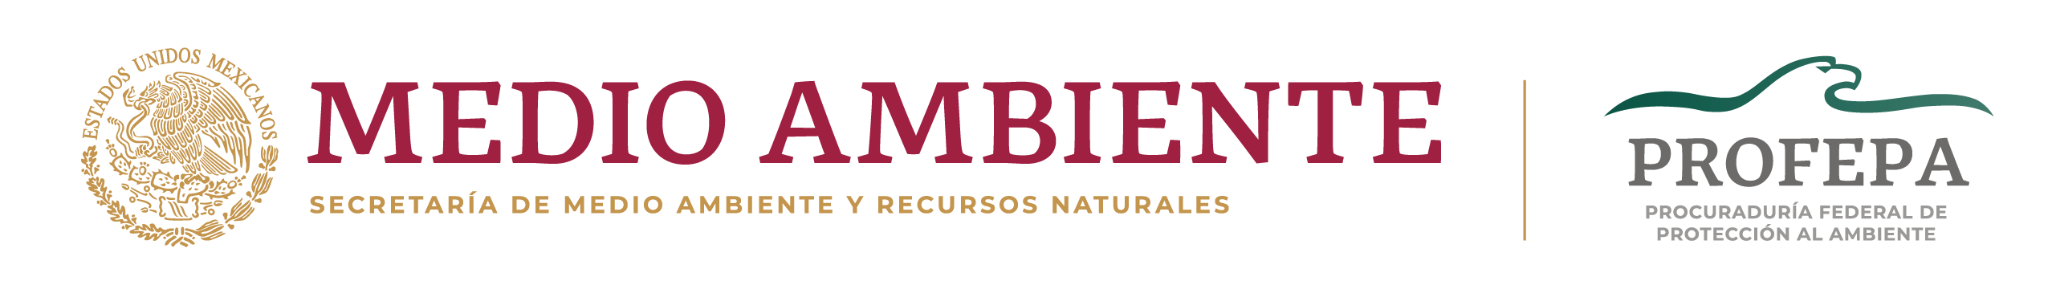 ESTADOS UNIDOS MEXICANOS
MEDIO AMBIENTE
SECRETARÍA DE MEDIO AMBIENTE Y RECURSOS NATURALES
PROFEPA
PROCURADURÍA FEDERAL DE
PROTECCIÓN AL AMBIENTE